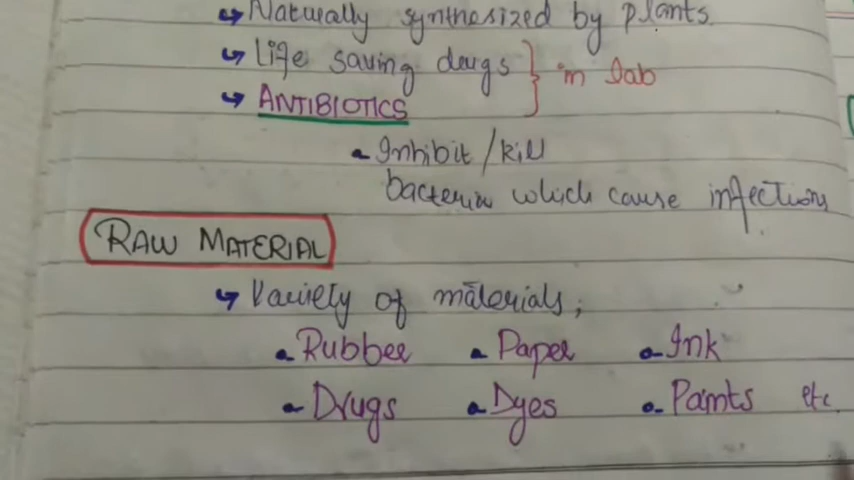 ↳ Naturally synthesized by plants
↳ Life saving drugs } in lab
↳ ANTIBIOTICS
- Inhibit / kill
bacteria which cause infections.
RAW MATERIAL
↳ Variety of materials;
- Rubber - Paper - Ink
- Drugs - Dyes - Paints etc.